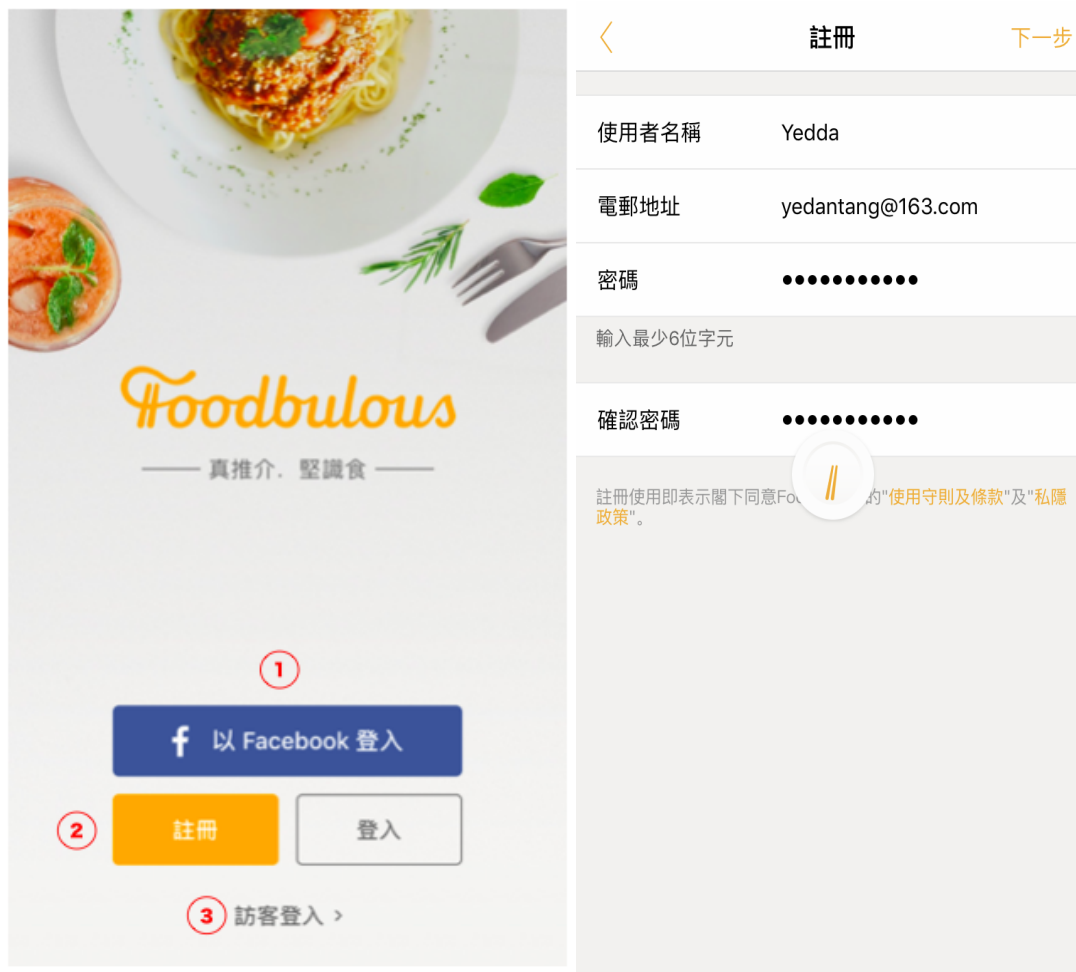 Foodbulous
真推介．堅識食
1
以 Facebook 登入
2
註冊
登入
3 訪客登入 >
註冊
下一步
使用者名稱 Yedda
電郵地址 yedantang@163.com
密碼 ●●●●●●●●●●●
輸入最少6位字元
確認密碼 ●●●●●●●●●●●
註冊使用即表示閣下同意Foo 的"使用守則及條款"及"私隱
政策"。